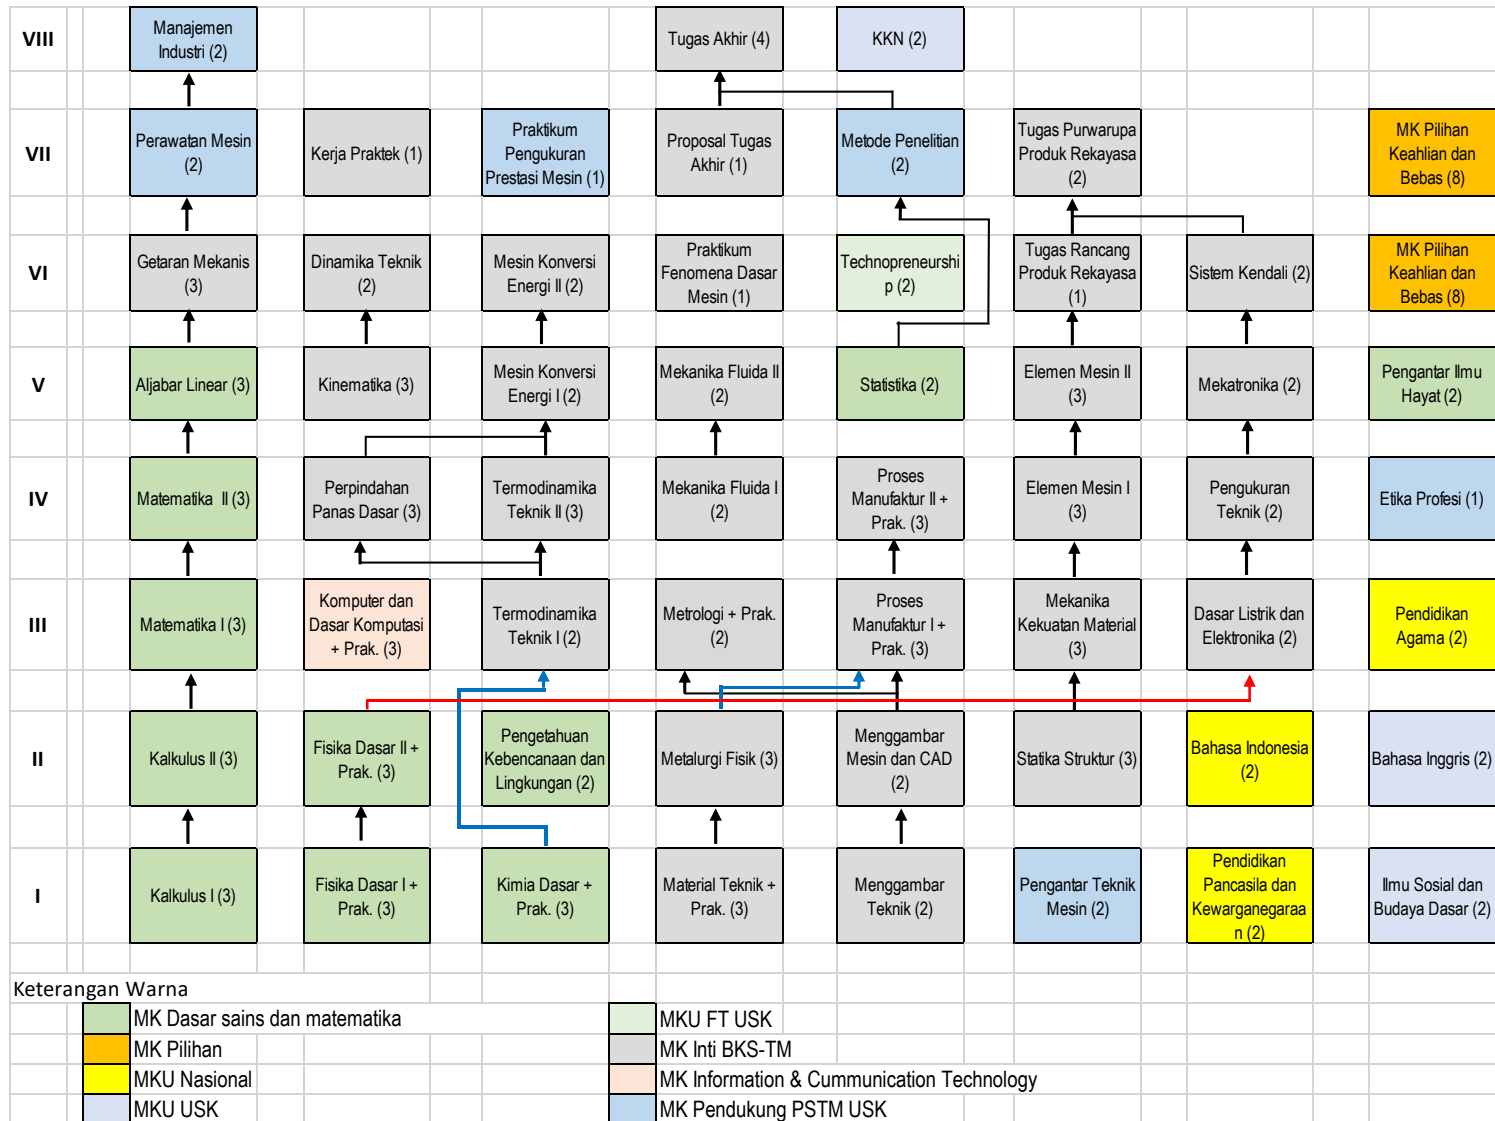 VIII
Manajemen
Industri (2)
Tugas Akhir (4)
KKN (2)
VII
Perawatan Mesin
(2)
Kerja Praktek (1)
Praktikum
Pengukuran
Prestasi Mesin (1)
Proposal Tugas
Akhir (1)
Metode Penelitian
(2)
Tugas Purwarupa
Produk Rekayasa
(2)
MK Pilihan
Keahlian dan
Bebas (8)
VI
Getaran Mekanis
(3)
Dinamika Teknik
(2)
Mesin Konversi
Energi II (2)
Praktikum
Fenomena Dasar
Mesin (1)
Technopreneurshi
p (2)
Tugas Rancang
Produk Rekayasa
(1)
Sistem Kendali (2)
MK Pilihan
Keahlian dan
Bebas (8)
V
Aljabar Linear (3)
Kinematika (3)
Mesin Konversi
Energi I (2)
Mekanika Fluida II
(2)
Statistika (2)
Elemen Mesin II
(3)
Mekatronika (2)
Pengantar Ilmu
Hayat (2)
IV
Matematika II (3)
Perpindahan
Panas Dasar (3)
Termodinamika
Teknik II (3)
Mekanika Fluida I
(2)
Proses
Manufaktur II +
Prak. (3)
Elemen Mesin I
(3)
Pengukuran
Teknik (2)
Etika Profesi (1)
III
Matematika I (3)
Komputer dan
Dasar Komputasi
+ Prak. (3)
Termodinamika
Teknik I (2)
Metrologi + Prak.
(2)
Proses
Manufaktur I +
Prak. (3)
Mekanika
Kekuatan Material
(3)
Dasar Listrik dan
Elektronika (2)
Pendidikan
Agama (2)
II
Kalkulus II (3)
Fisika Dasar II +
Prak. (3)
Pengetahuan
Kebencanaan dan
Lingkungan (2)
Metalurgi Fisik (3)
Menggambar
Mesin dan CAD
(2)
Statika Struktur (3)
Bahasa Indonesia
(2)
Bahasa Inggris (2)
I
Kalkulus I (3)
Fisika Dasar I +
Prak. (3)
Kimia Dasar +
Prak. (3)
Material Teknik +
Prak. (3)
Menggambar
Teknik (2)
Pengantar Teknik
Mesin (2)
Pendidikan
Pancasila dan
Kewarganegaraa
n (2)
Ilmu Sosial dan
Budaya Dasar (2)
Keterangan Warna
MK Dasar sains dan matematika
MKU FT USK
MK Pilihan
MK Inti BKS-TM
MKU Nasional
MK Information & Cummunication Technology
MKU USK
MK Pendukung PSTM USK